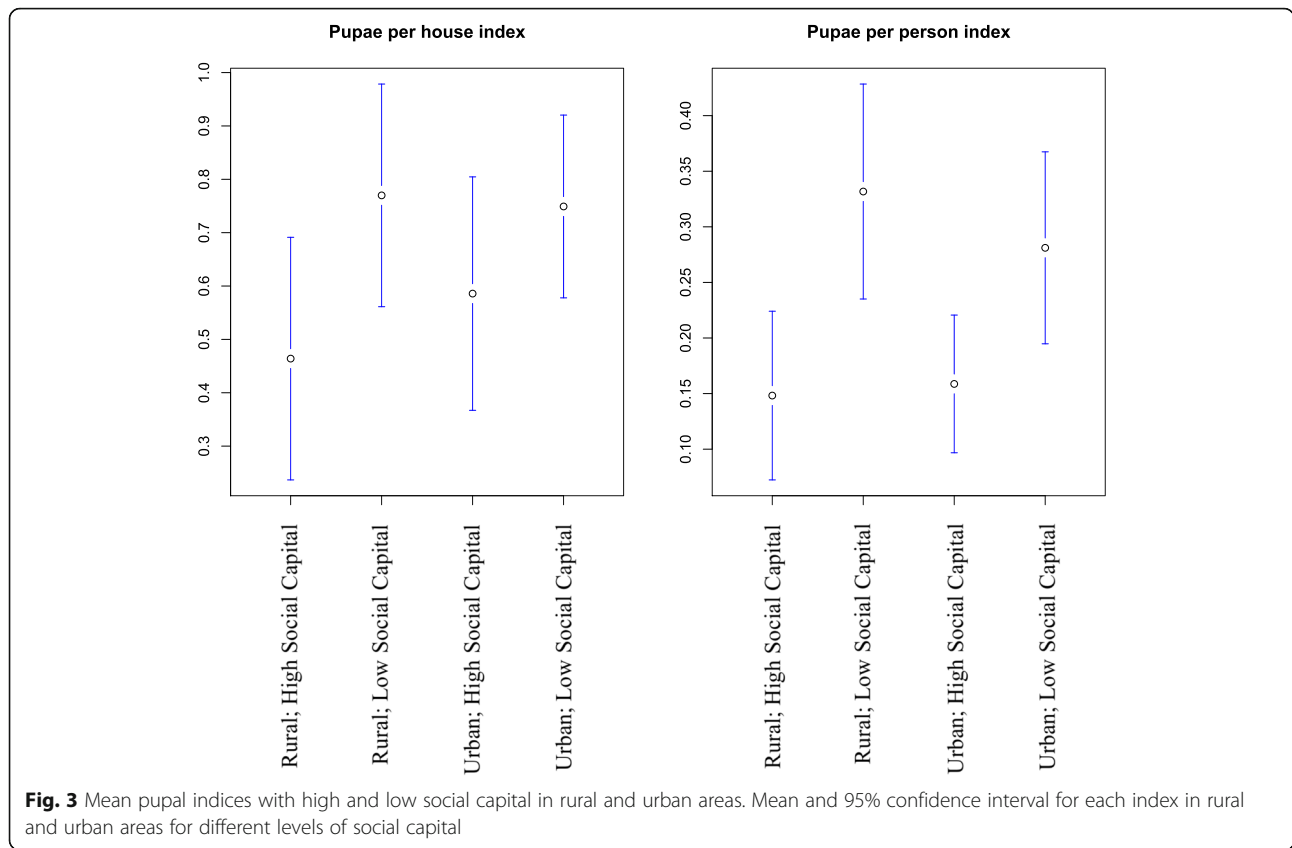 Pupae per house index
1.0
0.9
0.8
0.7
0.6
0.5
0.4
0.3
Rural; High Social Capital
Rural; Low Social Capital
Urban; High Social Capital
Urban; Low Social Capital
Pupae per person index
0.40
0.35
0.30
0.25
0.20
0.15
0.10
Rural; High Social Capital
Rural; Low Social Capital
Urban; High Social Capital
Urban; Low Social Capital
Fig. 3 Mean pupal indices with high and low social capital in rural and urban areas. Mean and 95% confidence interval for each index in rural
and urban areas for different levels of social capital